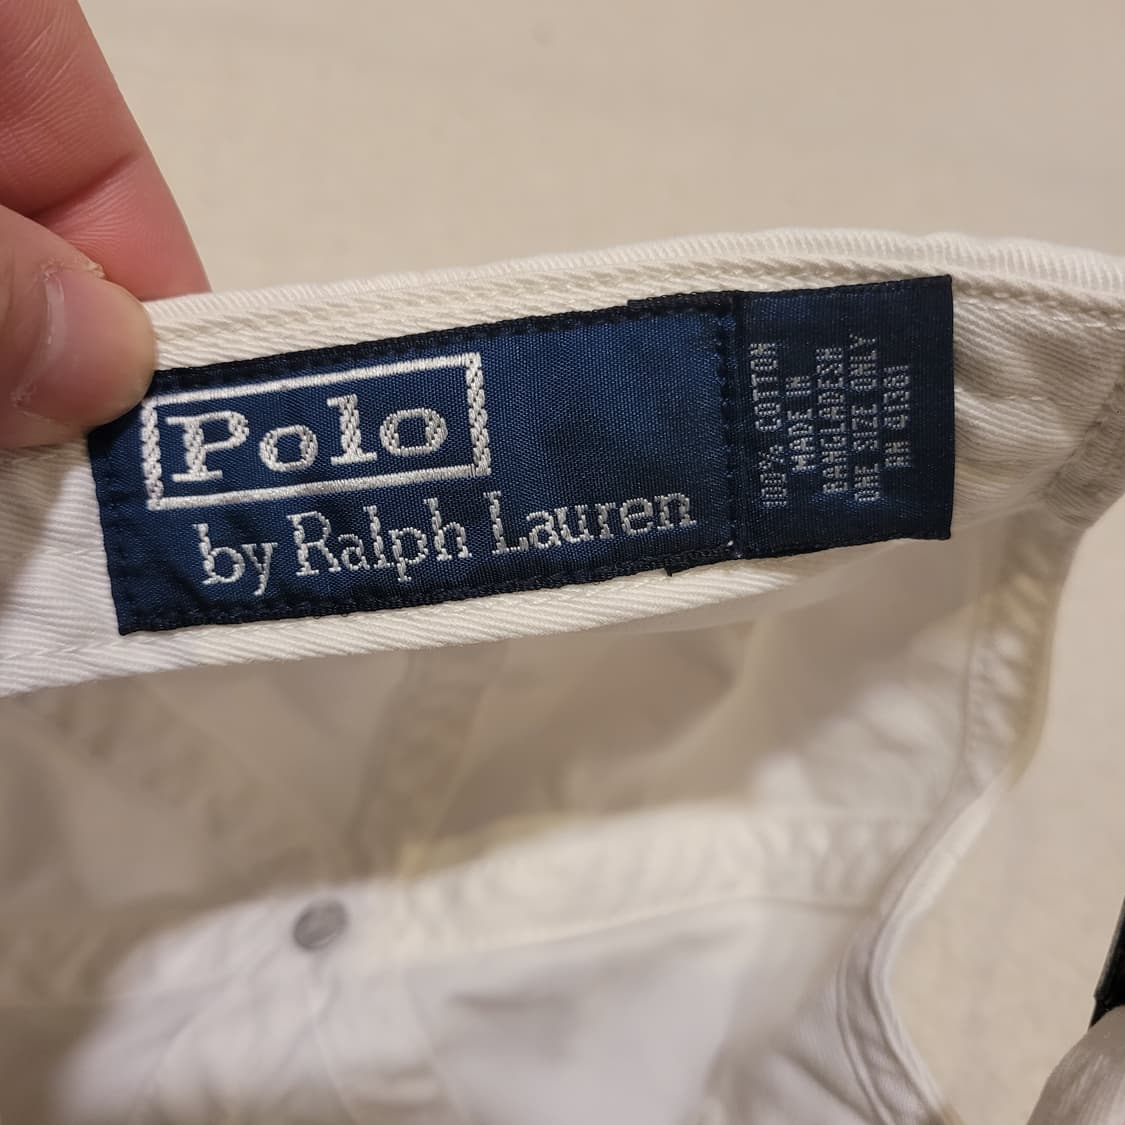 Polo
by Ralph Lauren
100% COTTON
MADE IN
BANGLADESH
ONE SIZE ONLY
RN 41381